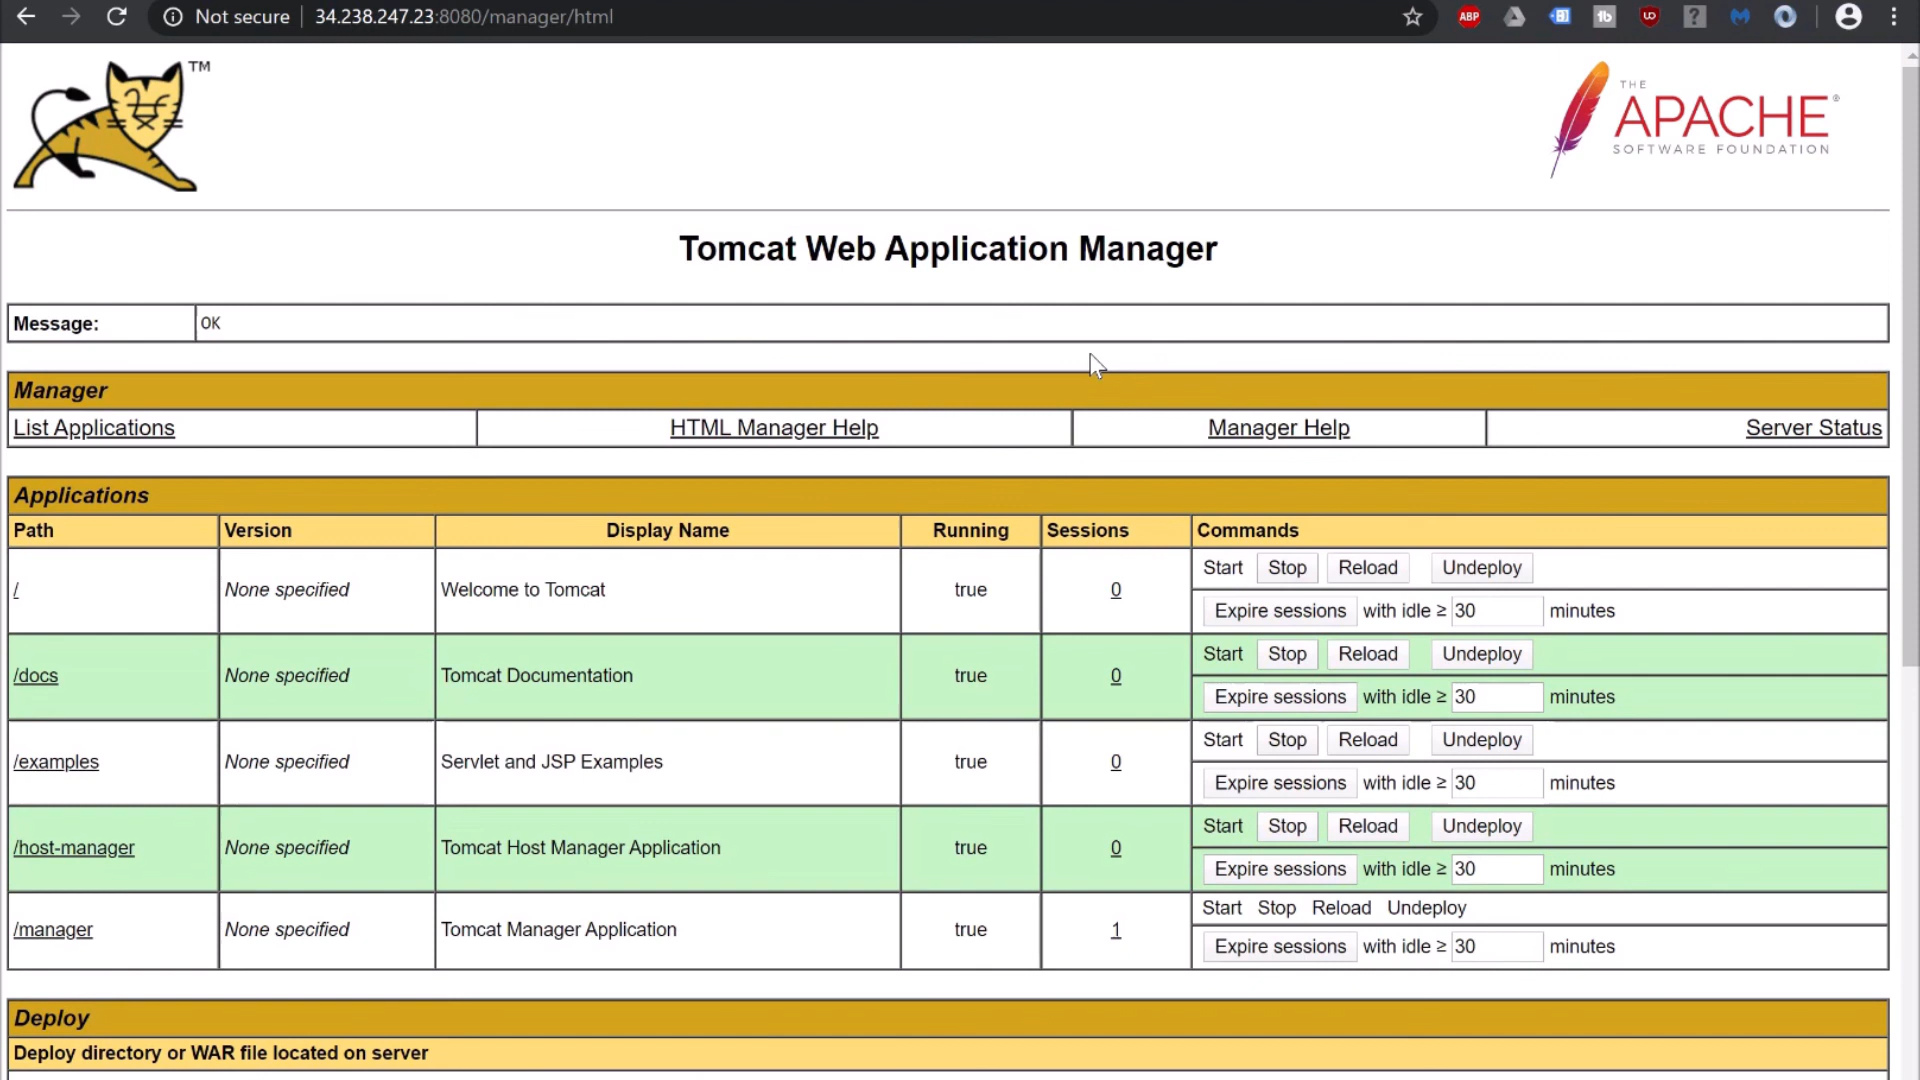 Not secure 34.238.247.23:8080/manager/html
ABP
TM
THE
APACHE®
SOFTWARE FOUNDATION
Tomcat Web Application Manager
Message: OK
Manager
List Applications HTML Manager Help Manager Help Server Status
Applications
Path Version Display Name Running Sessions Commands
/ None specified Welcome to Tomcat true 0 Start Stop Reload Undeploy
Expire sessions with idle ≥ 30 minutes
/docs None specified Tomcat Documentation true 0 Start Stop Reload Undeploy
Expire sessions with idle ≥ 30 minutes
/examples None specified Servlet and JSP Examples true 0 Start Stop Reload Undeploy
Expire sessions with idle ≥ 30 minutes
/host-manager None specified Tomcat Host Manager Application true 0 Start Stop Reload Undeploy
Expire sessions with idle ≥ 30 minutes
/manager None specified Tomcat Manager Application true 1 Start Stop Reload Undeploy
Expire sessions with idle ≥ 30 minutes
Deploy
Deploy directory or WAR file located on server